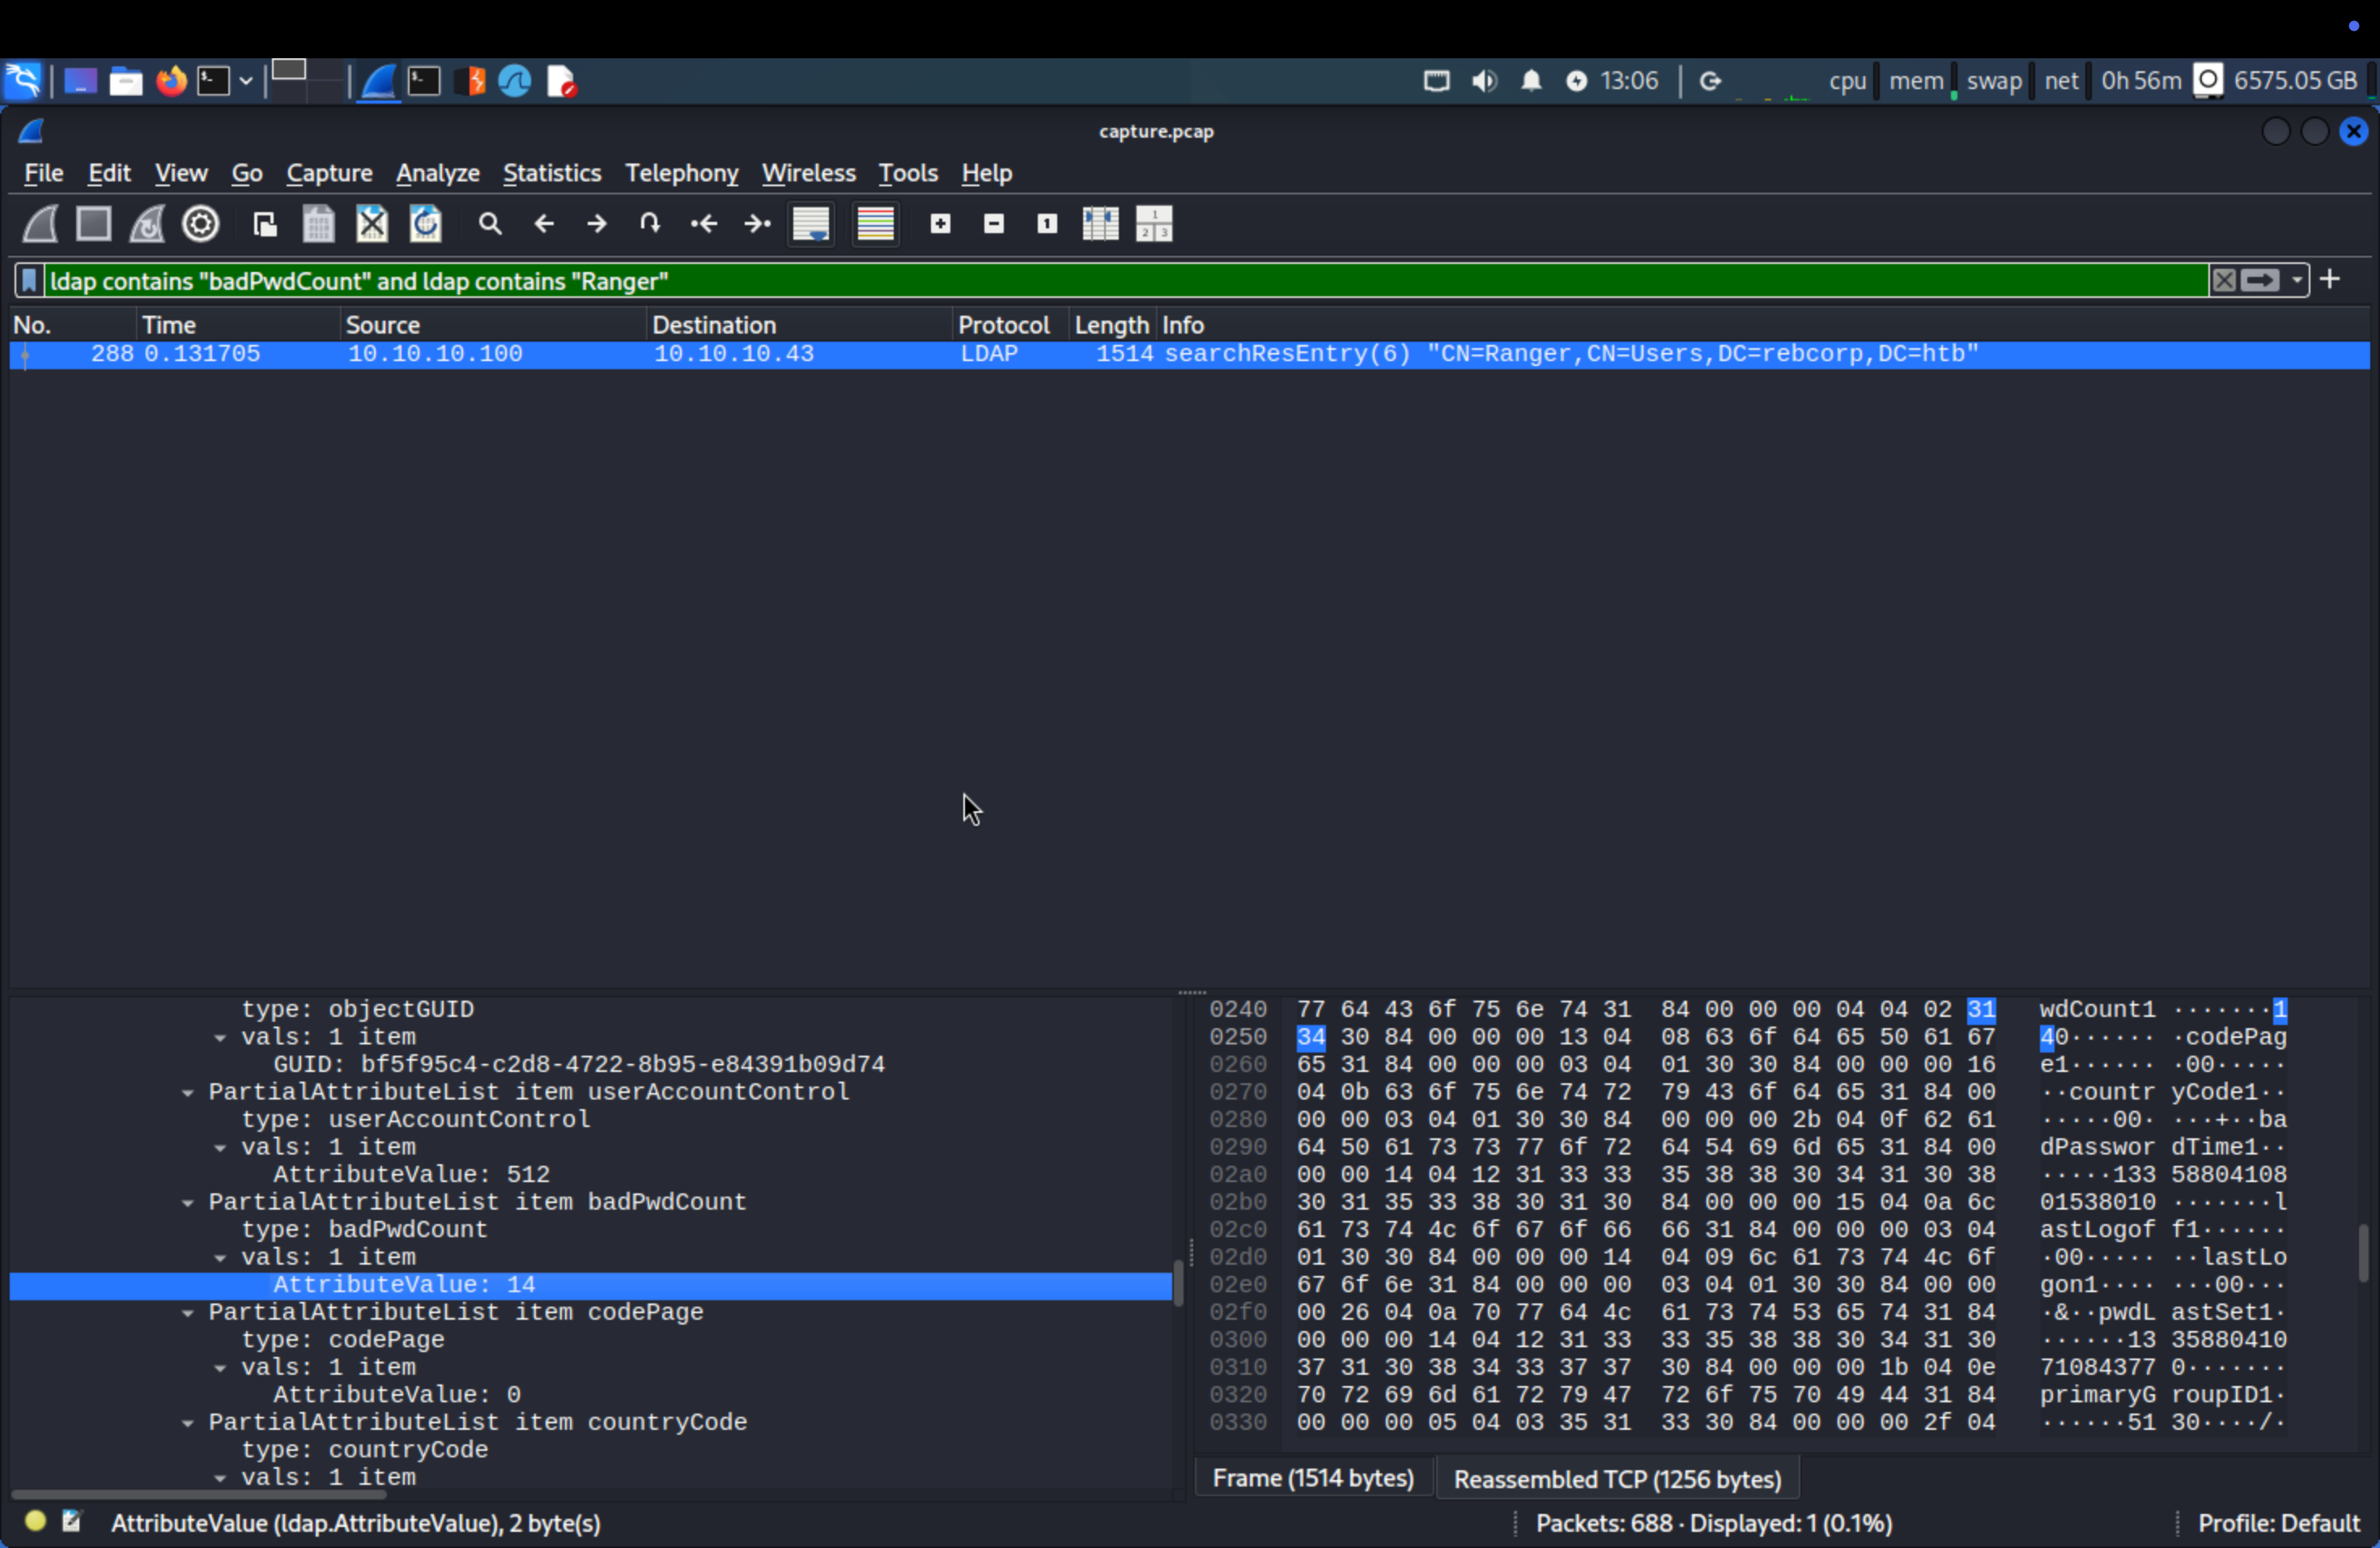 13:06 cpu mem swap net 0h 56m 6575.05 GB
capture.pcap
File Edit View Go Capture Analyze Statistics Telephony Wireless Tools Help
ldap contains "badPwdCount" and ldap contains "Ranger"
No. Time Source Destination Protocol Length Info
288 0.131705 10.10.10.100 10.10.10.43 LDAP 1514 searchResEntry(6) "CN=Ranger,CN=Users,DC=rebcorp,DC=htb"
type: objectGUID
vals: 1 item
GUID: bf5f95c4-c2d8-4722-8b95-e84391b09d74
PartialAttributeList item userAccountControl
type: userAccountControl
vals: 1 item
AttributeValue: 512
PartialAttributeList item badPwdCount
type: badPwdCount
vals: 1 item
AttributeValue: 14
PartialAttributeList item codePage
type: codePage
vals: 1 item
AttributeValue: 0
PartialAttributeList item countryCode
type: countryCode
vals: 1 item
0240 77 64 43 6f 75 6e 74 31 84 00 00 00 04 04 02 31 wdCount1 ·······1
0250 34 30 84 00 00 00 13 04 08 63 6f 64 65 50 61 67 40······ ·codePag
0260 65 31 84 00 00 00 03 04 01 30 30 84 00 00 00 16 e1······ ·00·····
0270 04 0b 63 6f 75 6e 74 72 79 43 6f 64 65 31 84 00 ··countr yCode1··
0280 00 00 03 04 01 30 30 84 00 00 00 2b 04 0f 62 61 ·····00· ···+··ba
0290 64 50 61 73 73 77 6f 72 64 54 69 6d 65 31 84 00 dPasswor dTime1··
02a0 00 00 14 04 12 31 33 33 35 38 38 30 34 31 30 38 ·····133 58804108
02b0 30 31 35 33 38 30 31 30 84 00 00 00 15 04 0a 6c 01538010 ·······l
02c0 61 73 74 4c 6f 67 6f 66 66 31 84 00 00 00 03 04 astLogof f1······
02d0 01 30 30 84 00 00 00 14 04 09 6c 61 73 74 4c 6f ·00····· ··lastLo
02e0 67 6f 6e 31 84 00 00 00 03 04 01 30 30 84 00 00 gon1···· ···00···
02f0 00 26 04 0a 70 77 64 4c 61 73 74 53 65 74 31 84 ·&··pwdL astSet1·
0300 00 00 00 14 04 12 31 33 33 35 38 38 30 34 31 30 ······13 35880410
0310 37 31 30 38 34 33 37 37 30 84 00 00 00 1b 04 0e 71084377 0·······
0320 70 72 69 6d 61 72 79 47 72 6f 75 70 49 44 31 84 primaryG roupID1·
0330 00 00 00 05 04 03 35 31 33 30 84 00 00 00 2f 04 ······51 30····/·
Frame (1514 bytes) Reassembled TCP (1256 bytes)
AttributeValue (ldap.AttributeValue), 2 byte(s) Packets: 688 · Displayed: 1 (0.1%) Profile: Default